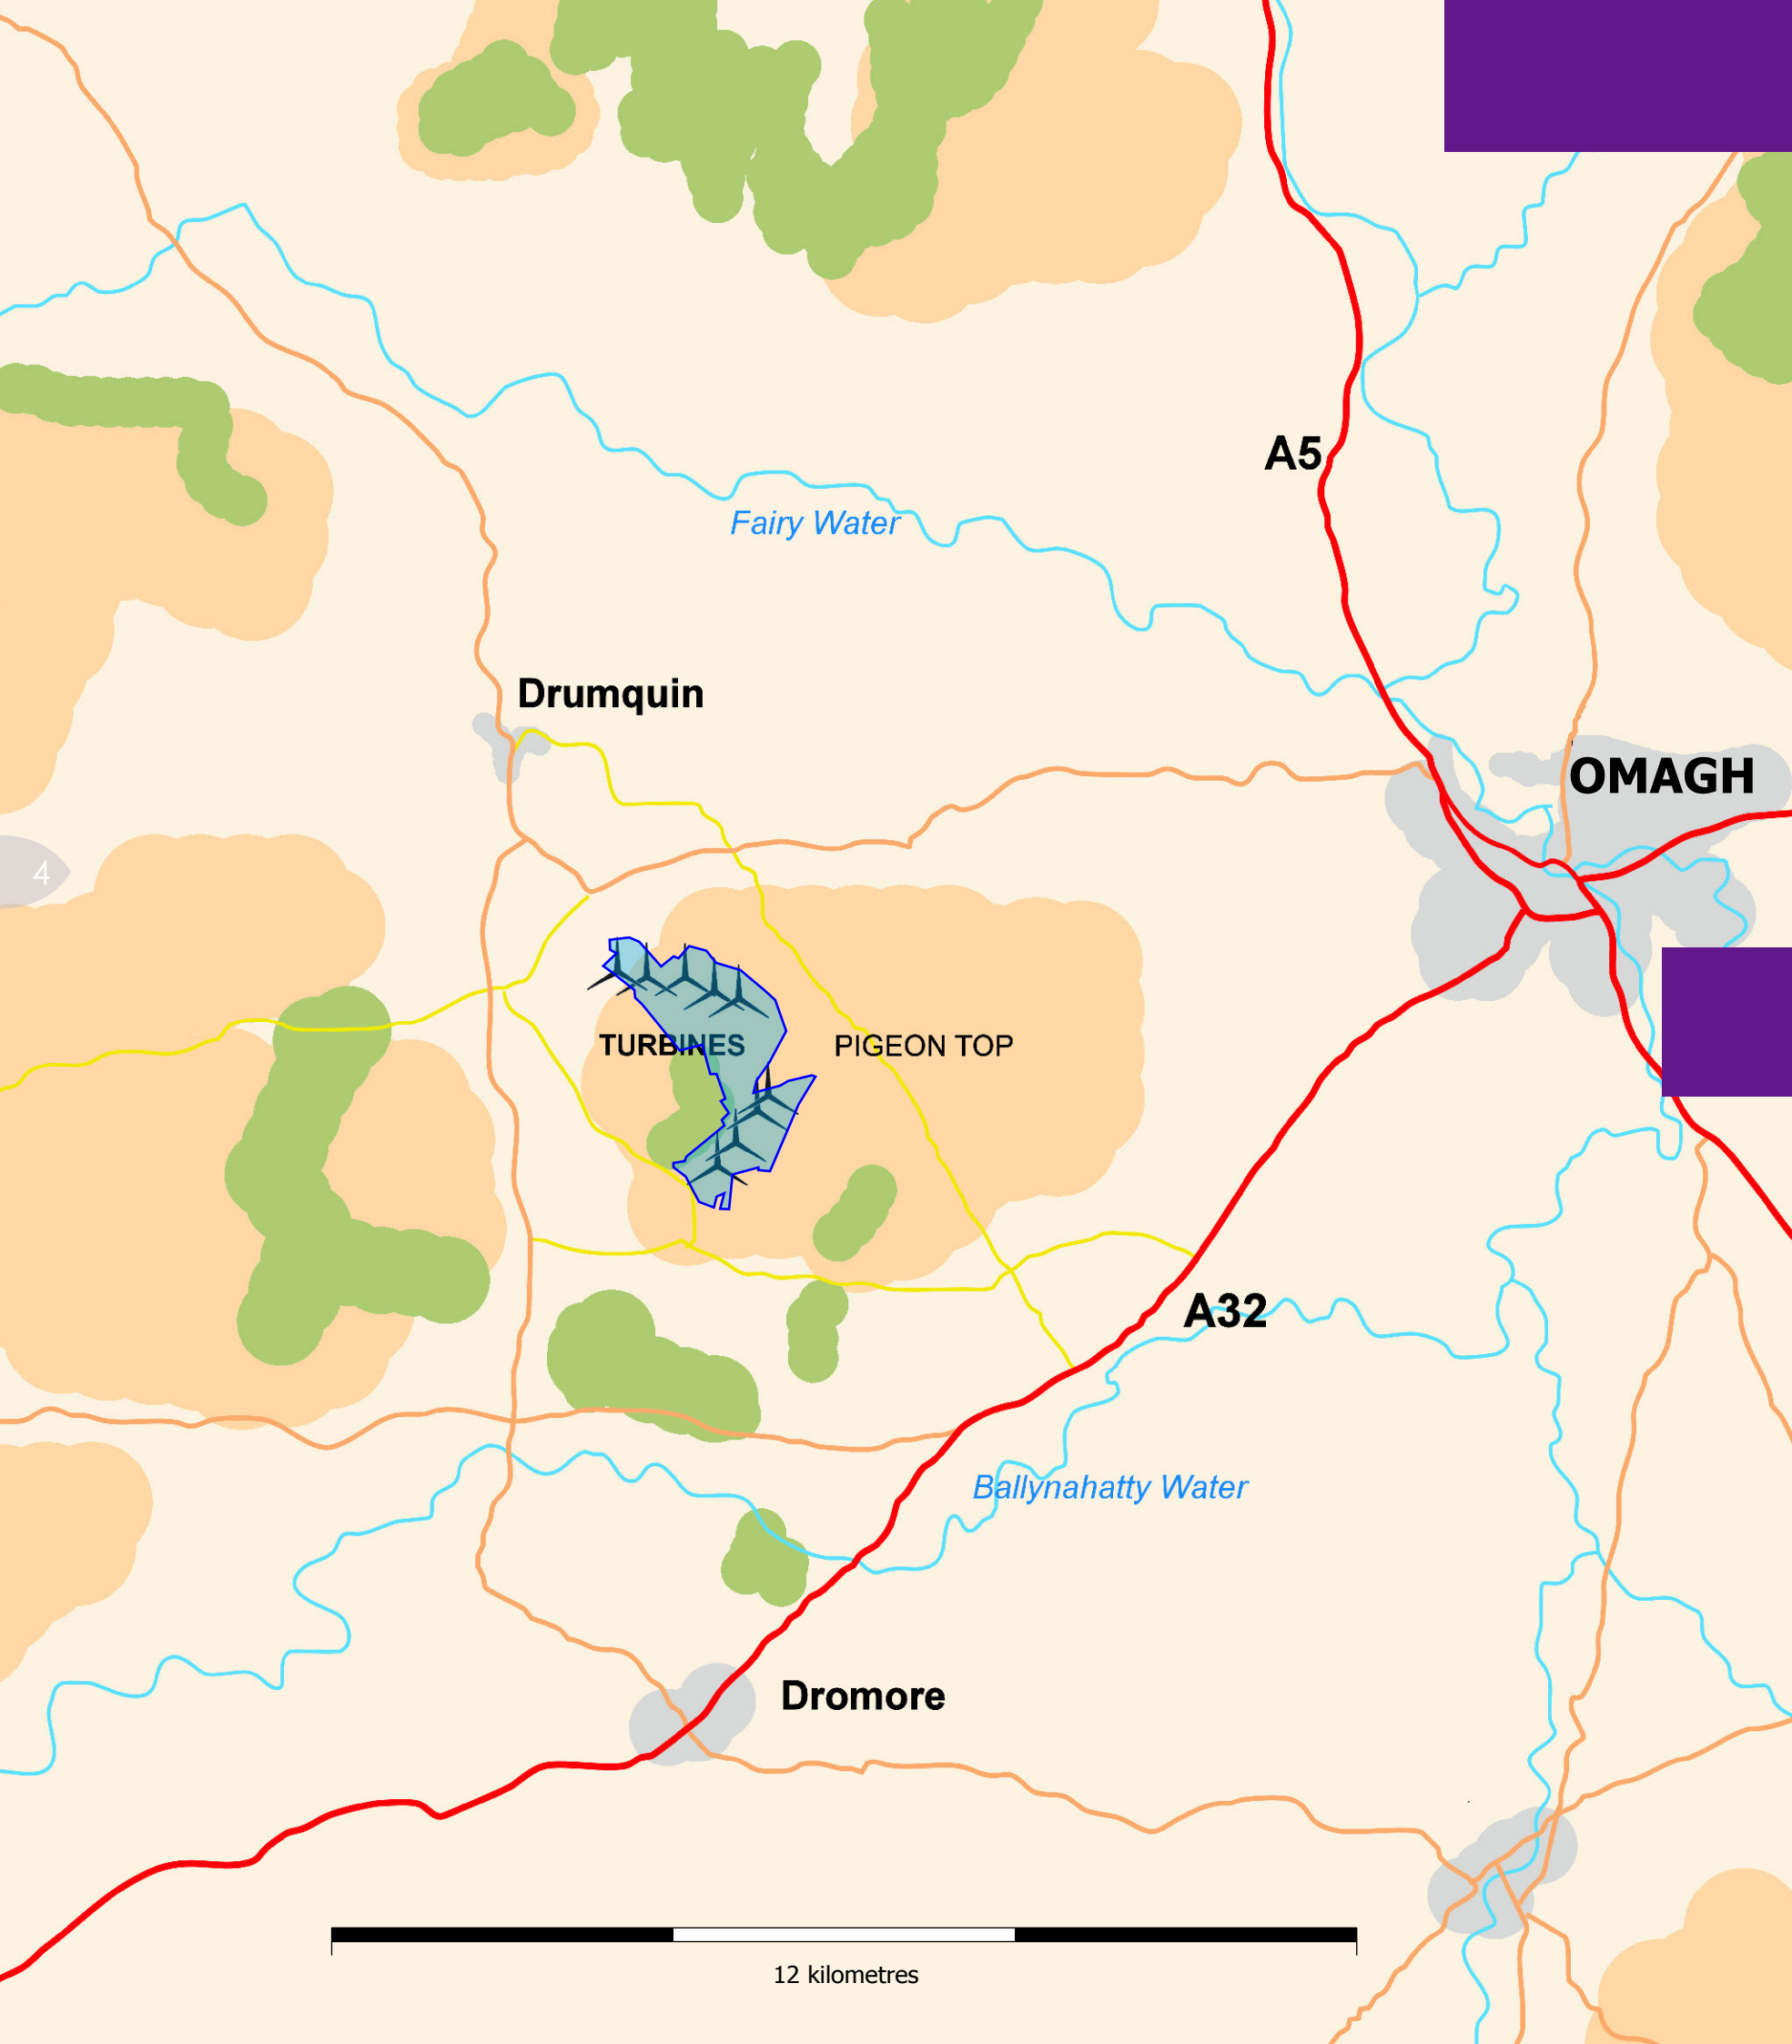 A5
Fairy Water
Drumquin
OMAGH
4
TURBINES
PIGEON TOP
A32
Ballynahatty Water
Dromore
12 kilometres